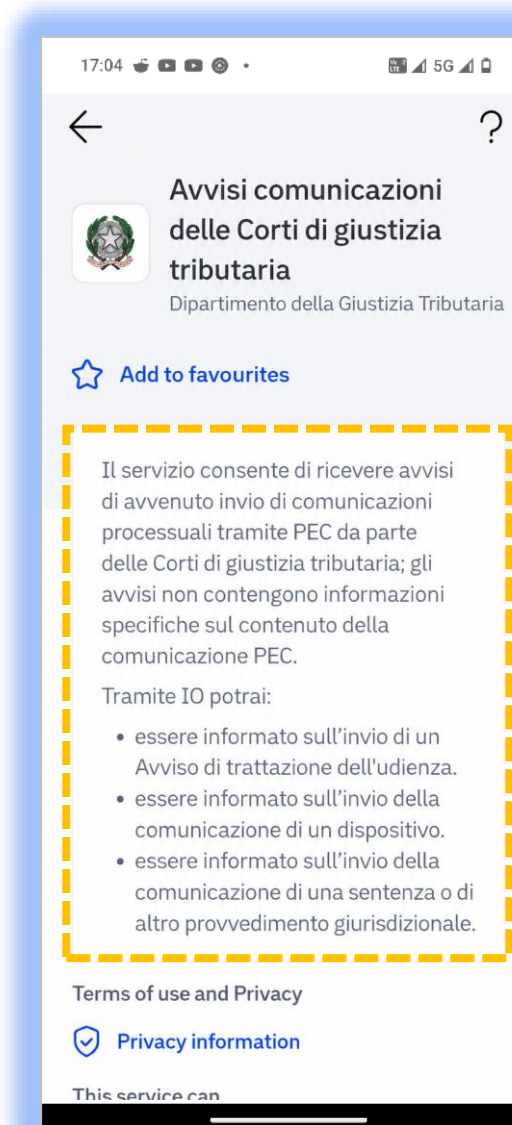 17:04
5G
?
Avvisi comunicazioni
delle Corti di giustizia
tributaria
Dipartimento della Giustizia Tributaria
Add to favourites
Il servizio consente di ricevere avvisi
di avvenuto invio di comunicazioni
processuali tramite PEC da parte
delle Corti di giustizia tributaria; gli
avvisi non contengono informazioni
specifiche sul contenuto della
comunicazione PEC.
Tramite IO potrai:
• essere informato sull'invio di un
Avviso di trattazione dell'udienza.
• essere informato sull'invio della
comunicazione di un dispositivo.
• essere informato sull'invio della
comunicazione di una sentenza o di
altro provvedimento giurisdizionale.
Terms of use and Privacy
Privacy information
This service can